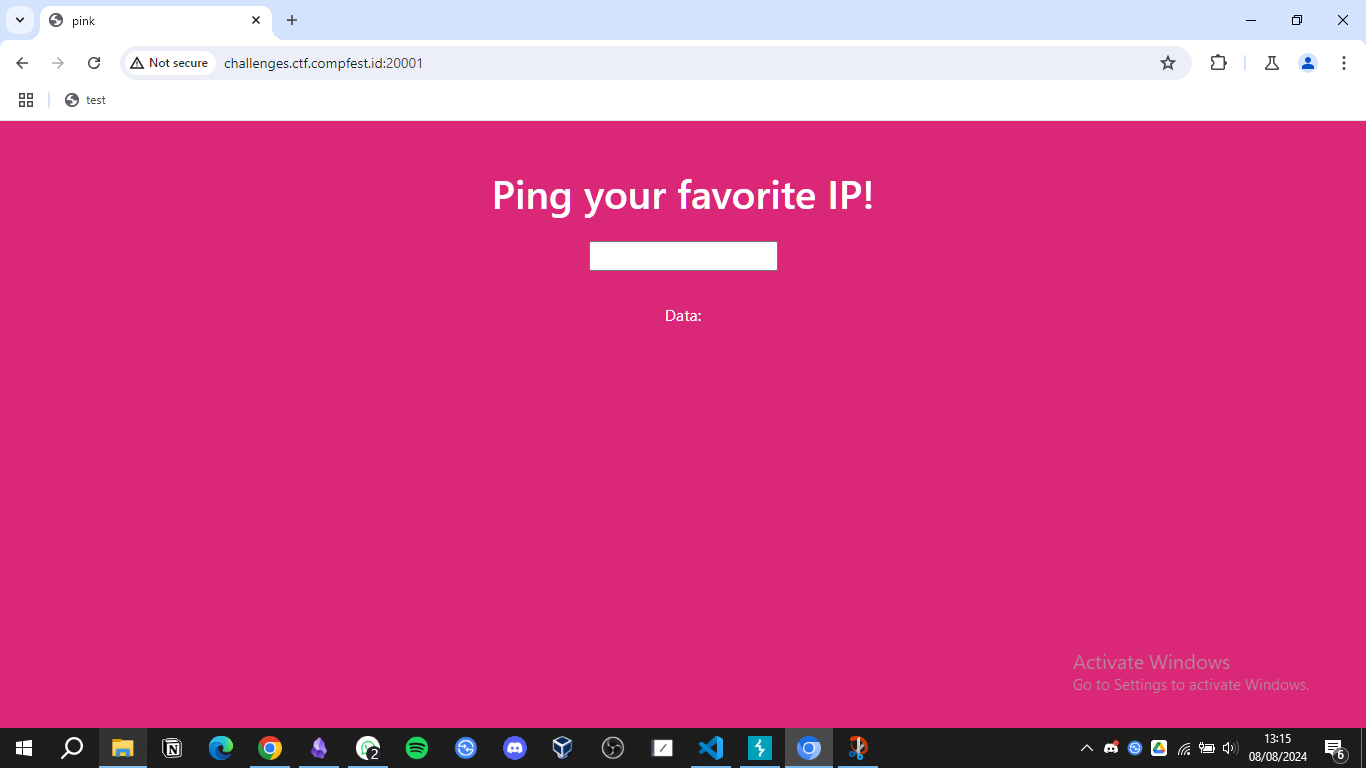 pink
Not secure
challenges.ctf.compfest.id:20001
test
Ping your favorite IP!
Data:
Activate Windows
Go to Settings to activate Windows.
2
13:15
08/08/2024
6